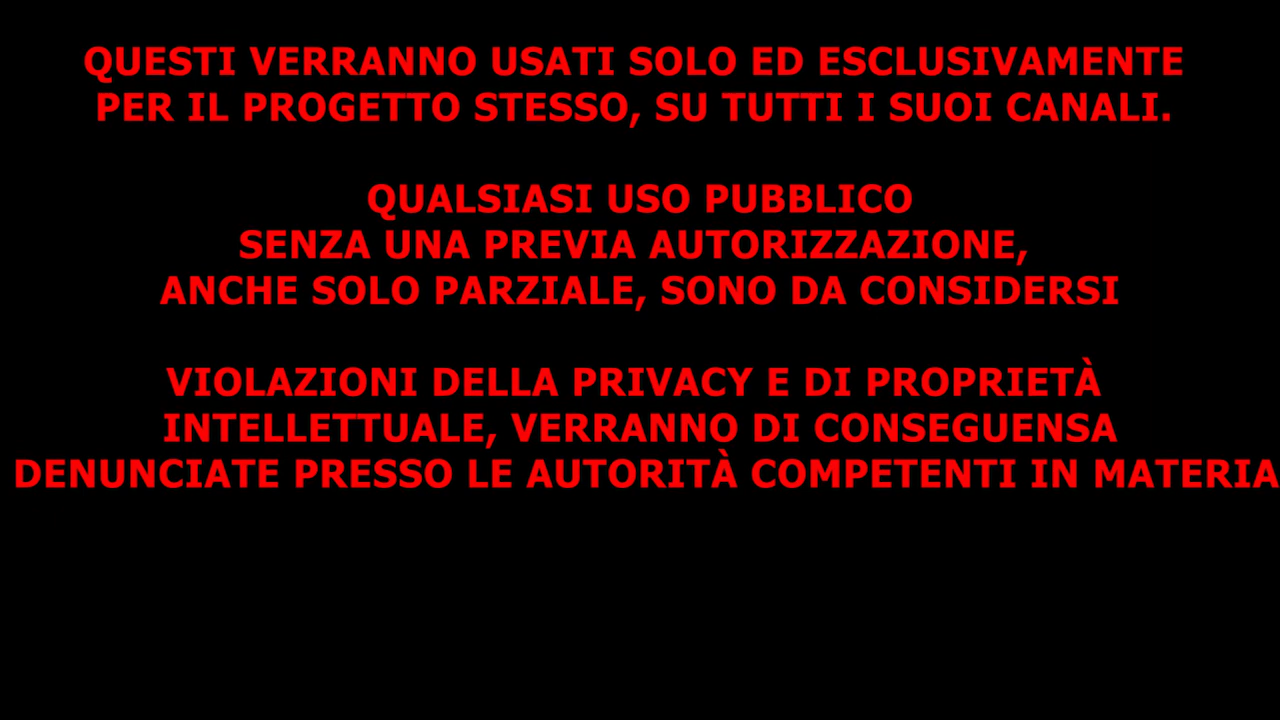 QUESTI VERRANNO USATI SOLO ED ESCLUSIVAMENTE
PER IL PROGETTO STESSO, SU TUTTI I SUOI CANALI.
QUALSIASI USO PUBBLICO
SENZA UNA PREVIA AUTORIZZAZIONE,
ANCHE SOLO PARZIALE, SONO DA CONSIDERSI
VIOLAZIONI DELLA PRIVACY E DI PROPRIETÀ
INTELLETTUALE, VERRANNO DI CONSEGUENSA
DENUNCIATE PRESSO LE AUTORITÀ COMPETENTI IN MATERIA